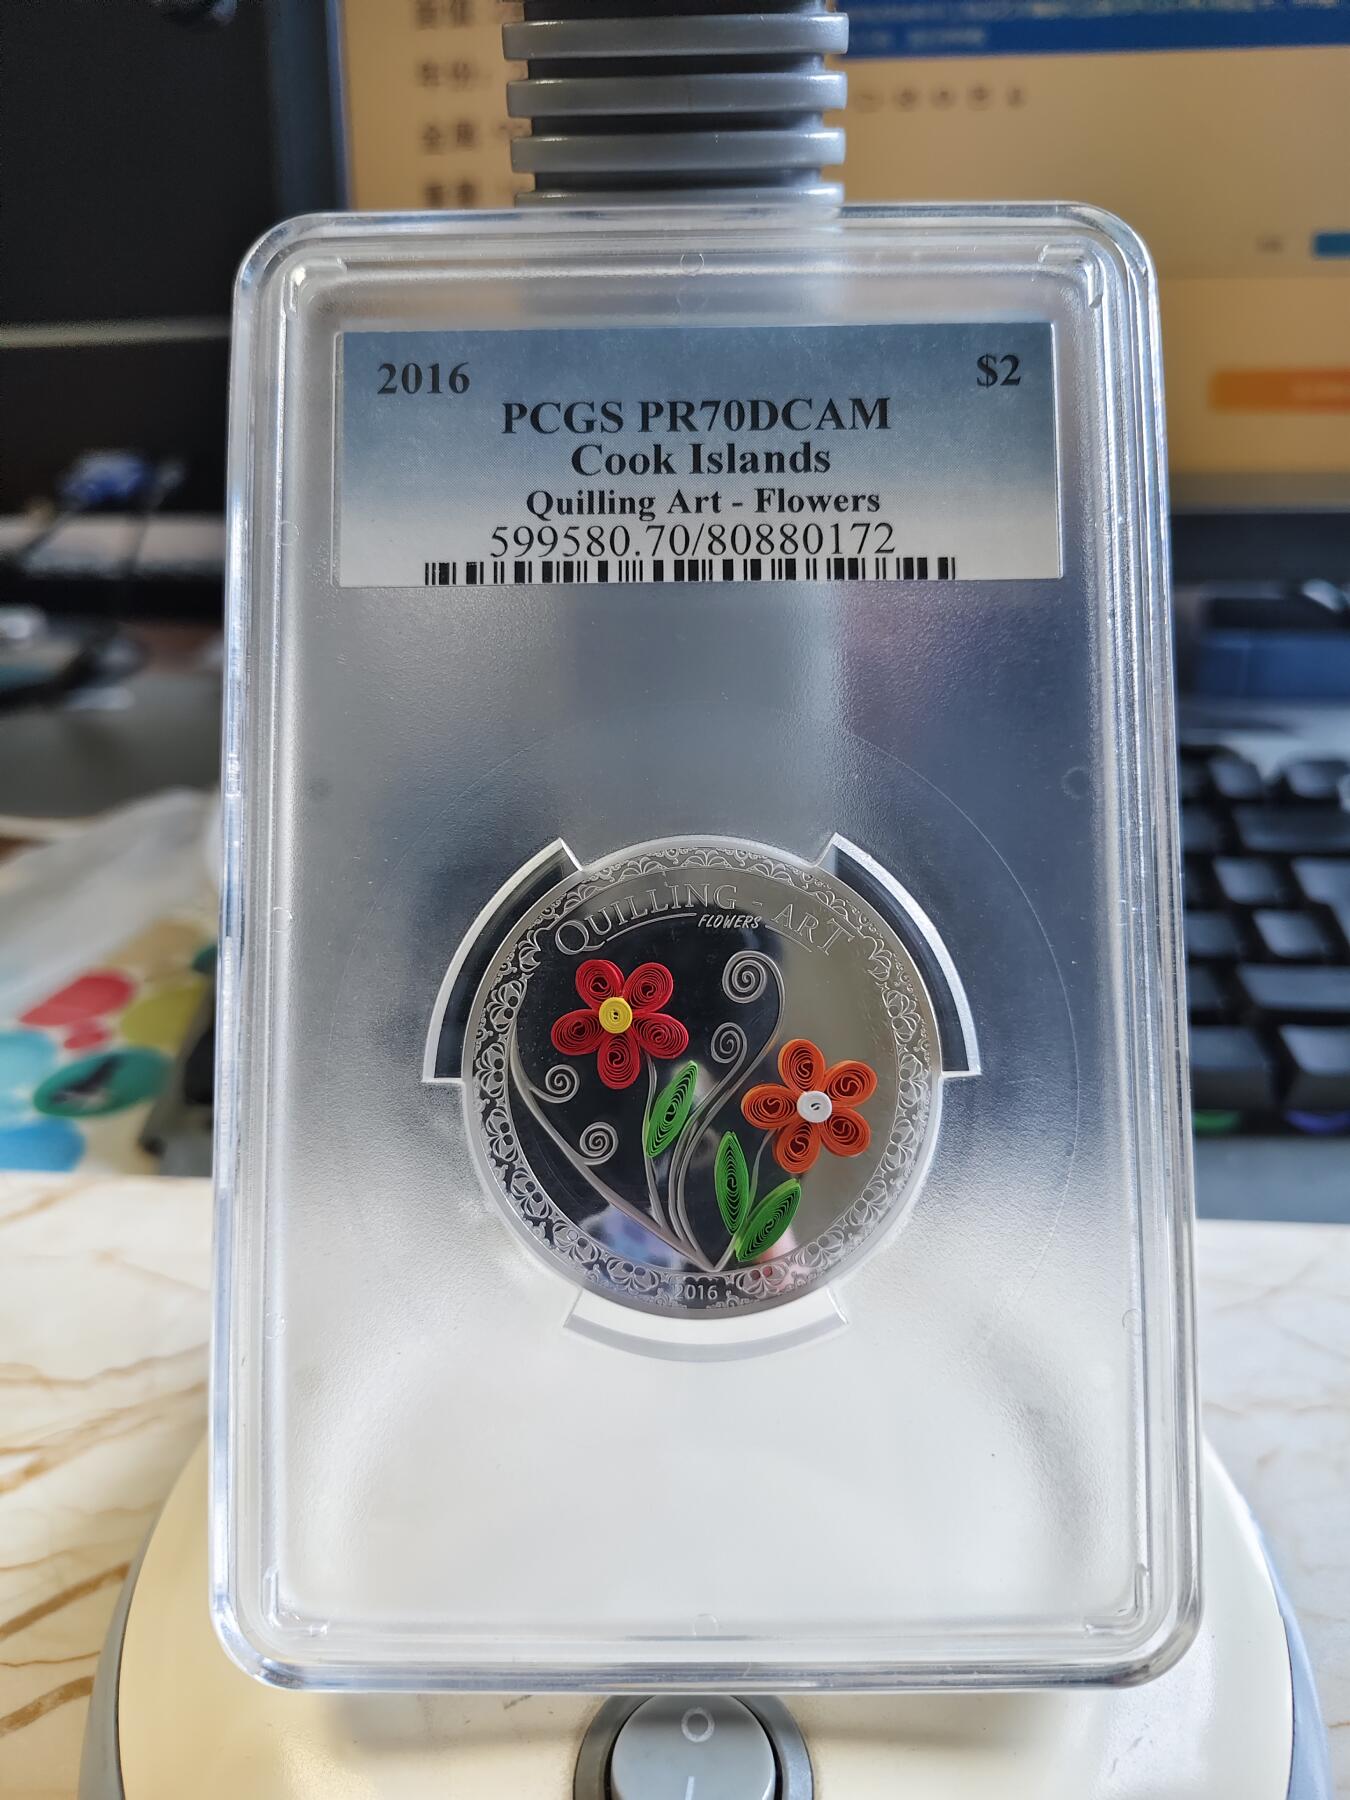 2016
$2
PCGS PR70DCAM
Cook Islands
Quilling Art - Flowers
599580.70/80880172
QUILLING - ART
FLOWERS
2016